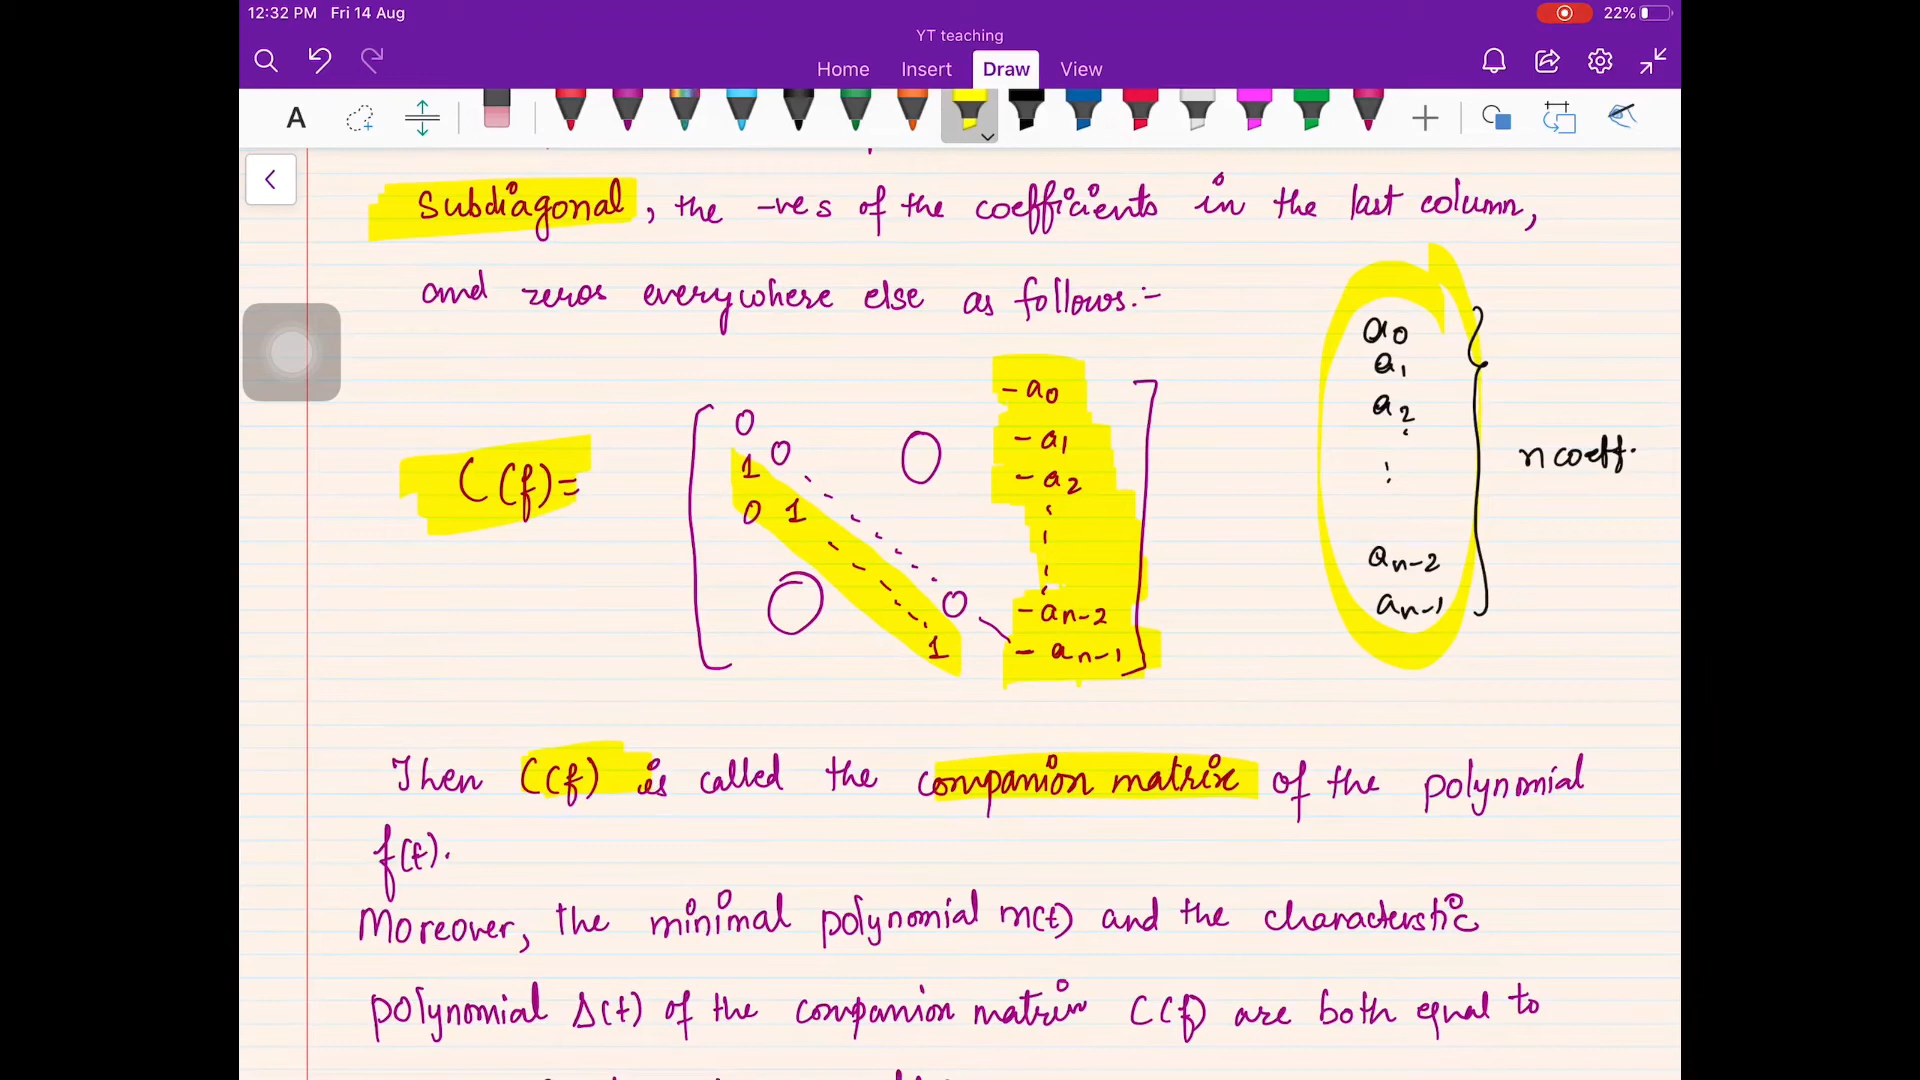 12:32 PM Fri 14 Aug
22%
YT teaching
Home Insert Draw View
A
Subdiagonal, the -ves of the coefficients in the last column,
and zeros everywhere else as follows:-
C(f)=
0 -a0
1 0 0 -a1
0 1 -a2
0 0 -an-2
1 -an-1
a0
a1
a2
an-2
an-1
n coeff.
Then C(f) is called the companion matrix of the polynomial
f(t).
Moreover, the minimal polynomial m(t) and the characterstic
polynomial Δ(t) of the companion matrix C(f) are both equal to